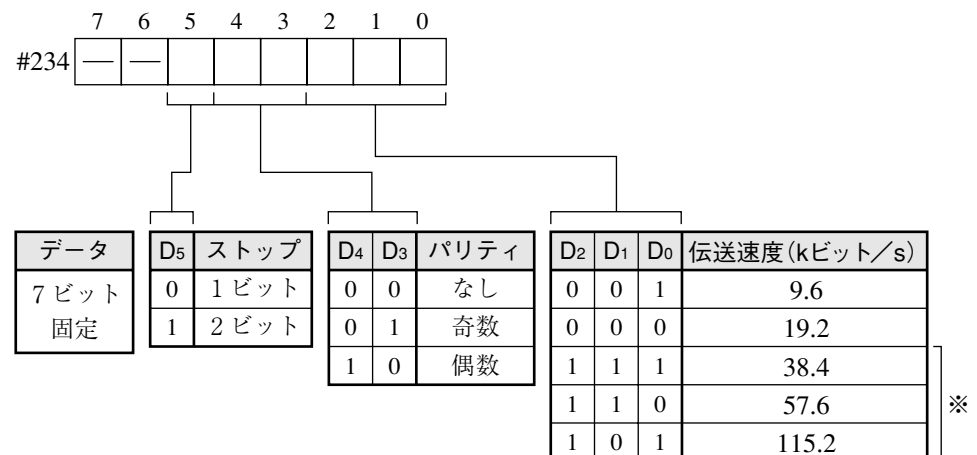 7 6 5 4 3 2 1 0
#234 — —
データ
7ビット
固定
D5 ストップ
0 1ビット
1 2ビット
D4 D3 パリティ
0 0 なし
0 1 奇数
1 0 偶数
D2 D1 D0 伝送速度(kビット/s)
0 0 1 9.6
0 0 0 19.2
1 1 1 38.4
1 1 0 57.6
1 0 1 115.2
※